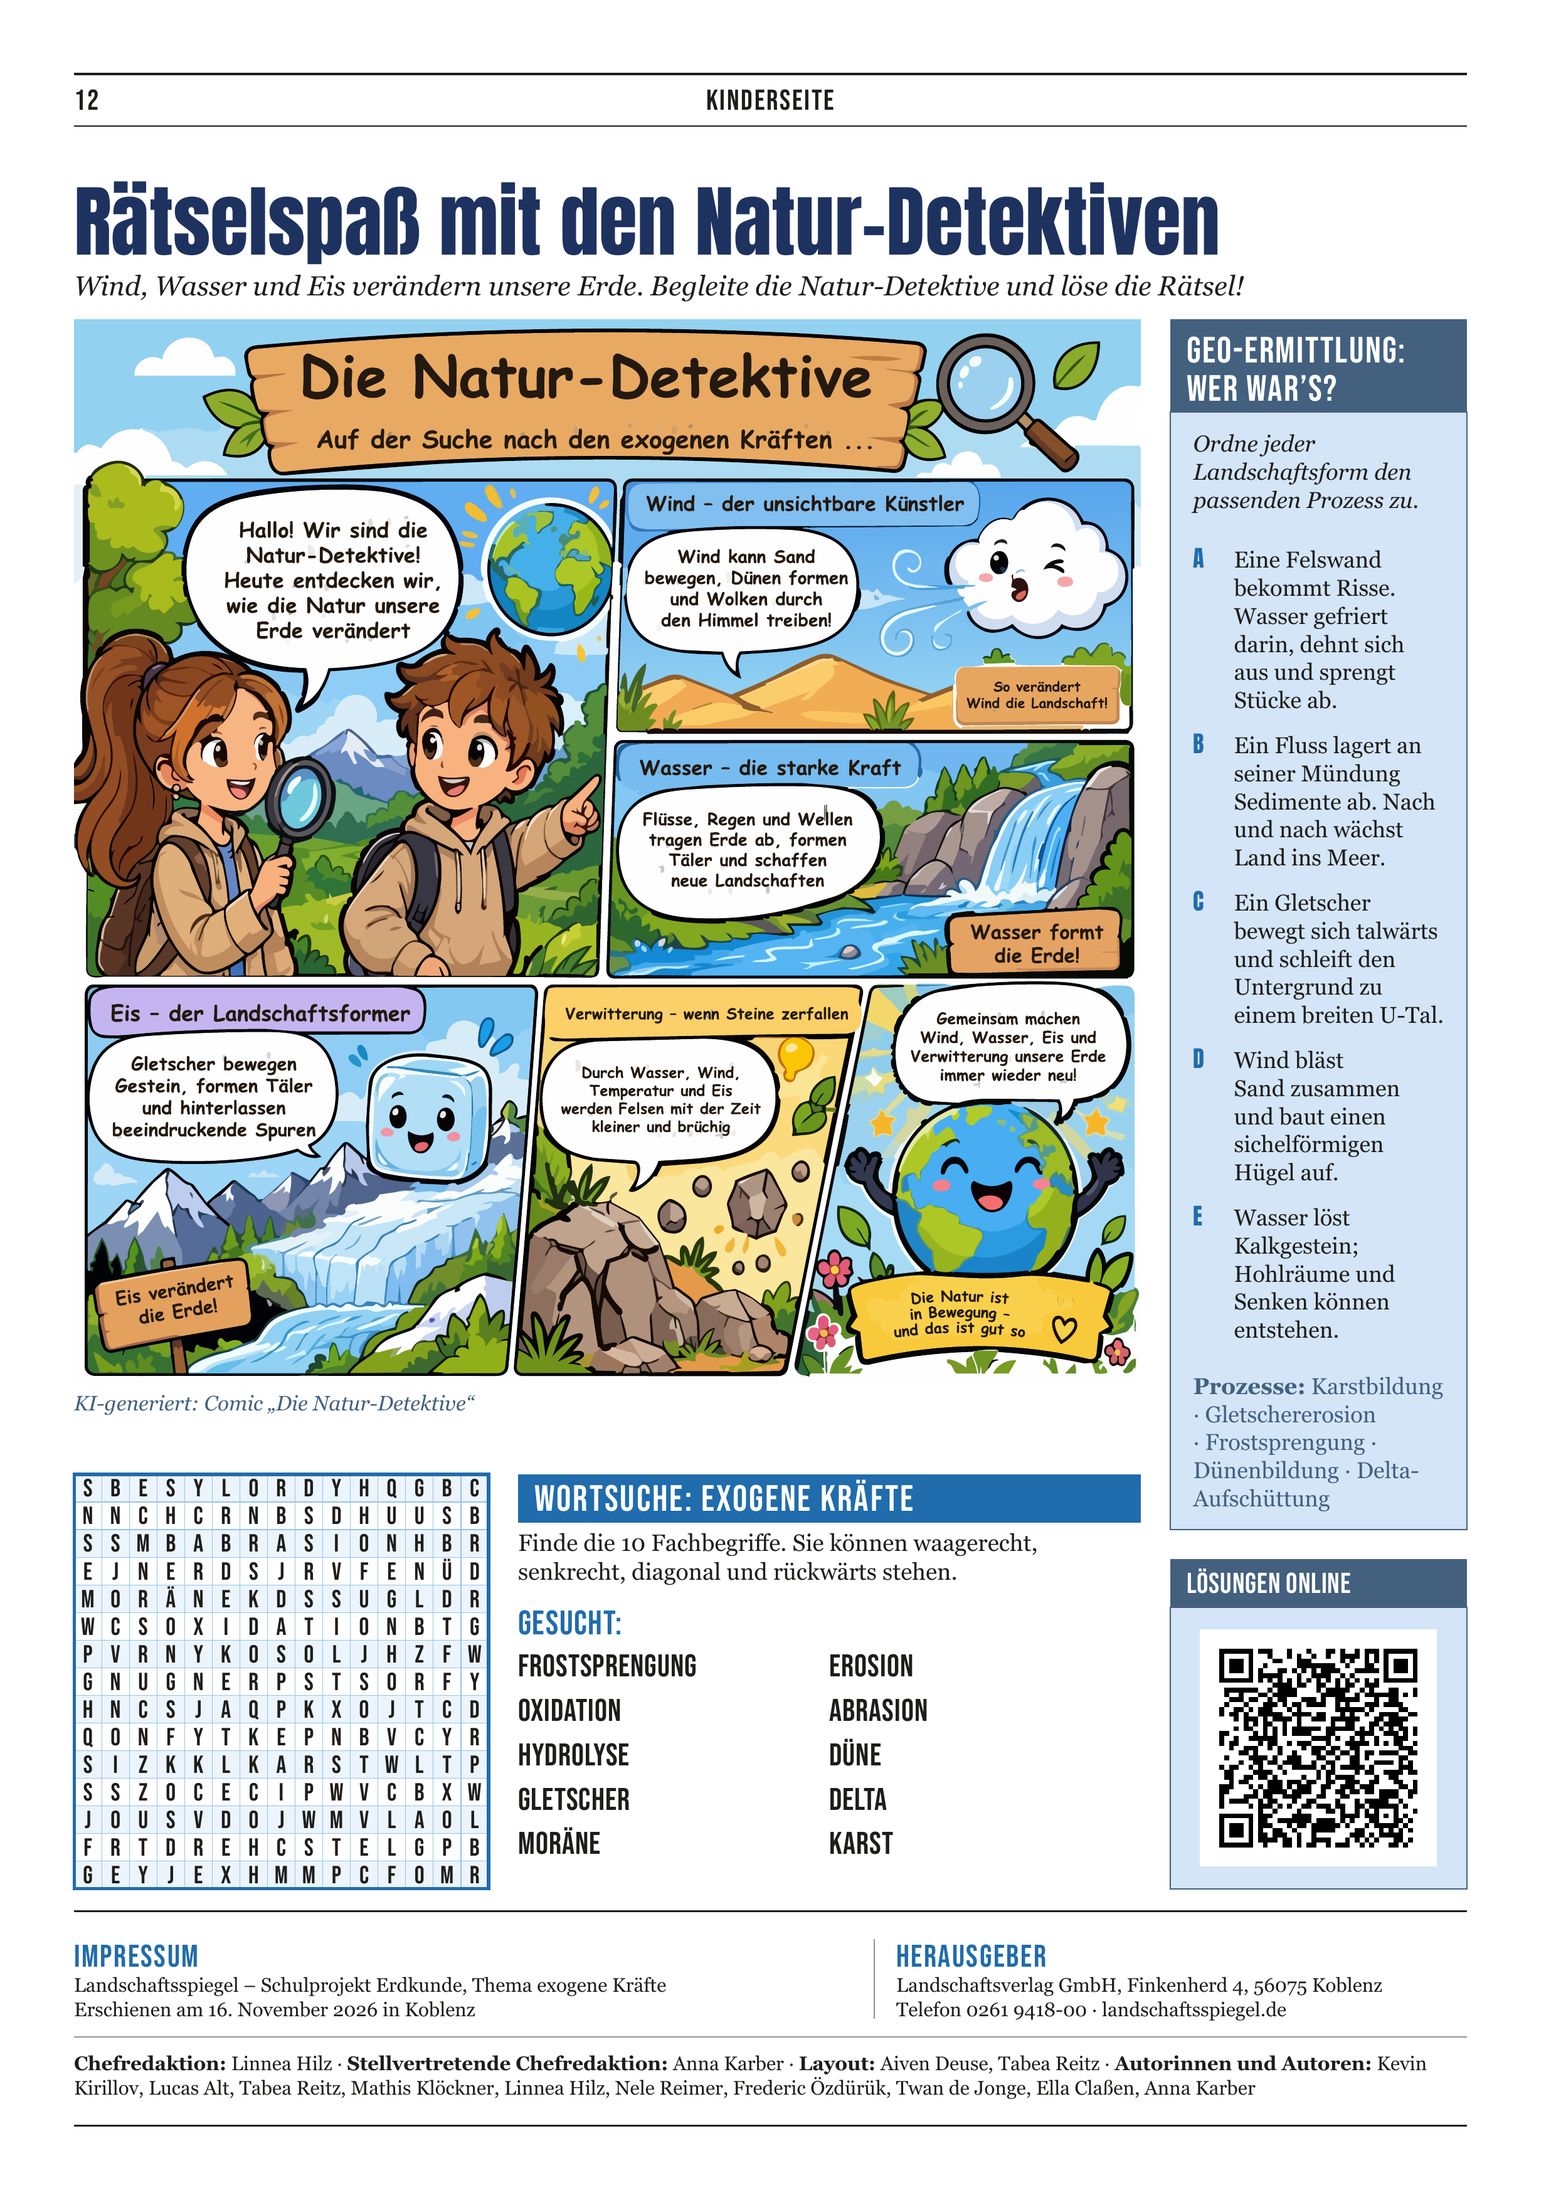 12
KINDERSEITE
Rätselspaß mit den Natur-Detektiven
Wind, Wasser und Eis verändern unsere Erde. Begleite die Natur-Detektive und löse die Rätsel!
Die Natur-Detektive
Auf der Suche nach den exogenen Kräften ...
Hallo! Wir sind die
Natur-Detektive!
Heute entdecken wir,
wie die Natur unsere
Erde verändert
Wind - der unsichtbare Künstler
Wind kann Sand
bewegen, Dünen formen
und Wolken durch
den Himmel treiben!
So verändert
Wind die Landschaft!
Wasser - die starke Kraft
Flüsse, Regen und Wellen
tragen Erde ab, formen
Täler und schaffen
neue Landschaften
Wasser formt
die Erde!
Eis - der Landschaftsformer
Gletscher bewegen
Gestein, formen Täler
und hinterlassen
beeindruckende Spuren
Eis verändert
die Erde!
Verwitterung - wenn Steine zerfallen
Durch Wasser, Wind,
Temperatur und Eis
werden Felsen mit der Zeit
kleiner und brüchig
Gemeinsam machen
Wind, Wasser, Eis und
Verwitterung unsere Erde
immer wieder neu!
Die Natur ist
in Bewegung -
und das ist gut so
KI-generiert: Comic „Die Natur-Detektive“
GEO-ERMITTLUNG:
WER WAR’S?
Ordne jeder
Landschaftsform den
passenden Prozess zu.
A Eine Felswand
bekommt Risse.
Wasser gefriert
darin, dehnt sich
aus und sprengt
Stücke ab.
B Ein Fluss lagert an
seiner Mündung
Sedimente ab. Nach
und nach wächst
Land ins Meer.
C Ein Gletscher
bewegt sich talwärts
und schleift den
Untergrund zu
einem breiten U-Tal.
D Wind bläst
Sand zusammen
und baut einen
sichelförmigen
Hügel auf.
E Wasser löst
Kalkgestein;
Hohlräume und
Senken können
entstehen.
Prozesse: Karstbildung
· Gletschererosion
· Frostsprengung ·
Dünenbildung · Delta-
Aufschüttung
S B E S Y L O R D Y H Q G B C
N N C H C R N B S D H U U S B
S S M B A B R A S I O N H B R
E J N E R D S J R V F E N Ü D
M O R Ä N E K D S S U G L D R
W C S O X I D A T I O N B T G
P V R N Y K O S O L J H Z F W
G N U G N E R P S T S O R F Y
H N C S J A Q P K X O J T C D
Q O N F Y T K E P N B V C Y R
S I Z K K L K A R S T W L T P
S S Z O C E C I P W V C B X W
J O U S V D O J W M V L A O L
F R T D R E H C S T E L G P B
G E Y J E X H M M P C F O M R
WORTSUCHE: EXOGENE KRÄFTE
Finde die 10 Fachbegriffe. Sie können waagerecht,
senkrecht, diagonal und rückwärts stehen.
GESUCHT:
FROSTSPRENGUNG EROSION
OXIDATION ABRASION
HYDROLYSE DÜNE
GLETSCHER DELTA
MORÄNE KARST
LÖSUNGEN ONLINE
IMPRESSUM
Landschaftsspiegel – Schulprojekt Erdkunde, Thema exogene Kräfte
Erschienen am 16. November 2026 in Koblenz
HERAUSGEBER
Landschaftsverlag GmbH, Finkenherd 4, 56075 Koblenz
Telefon 0261 9418-00 · landschaftsspiegel.de
Chefredaktion: Linnea Hilz · Stellvertretende Chefredaktion: Anna Karber · Layout: Aiven Deuse, Tabea Reitz · Autorinnen und Autoren: Kevin
Kirillov, Lucas Alt, Tabea Reitz, Mathis Klöckner, Linnea Hilz, Nele Reimer, Frederic Özdürük, Twan de Jonge, Ella Claßen, Anna Karber